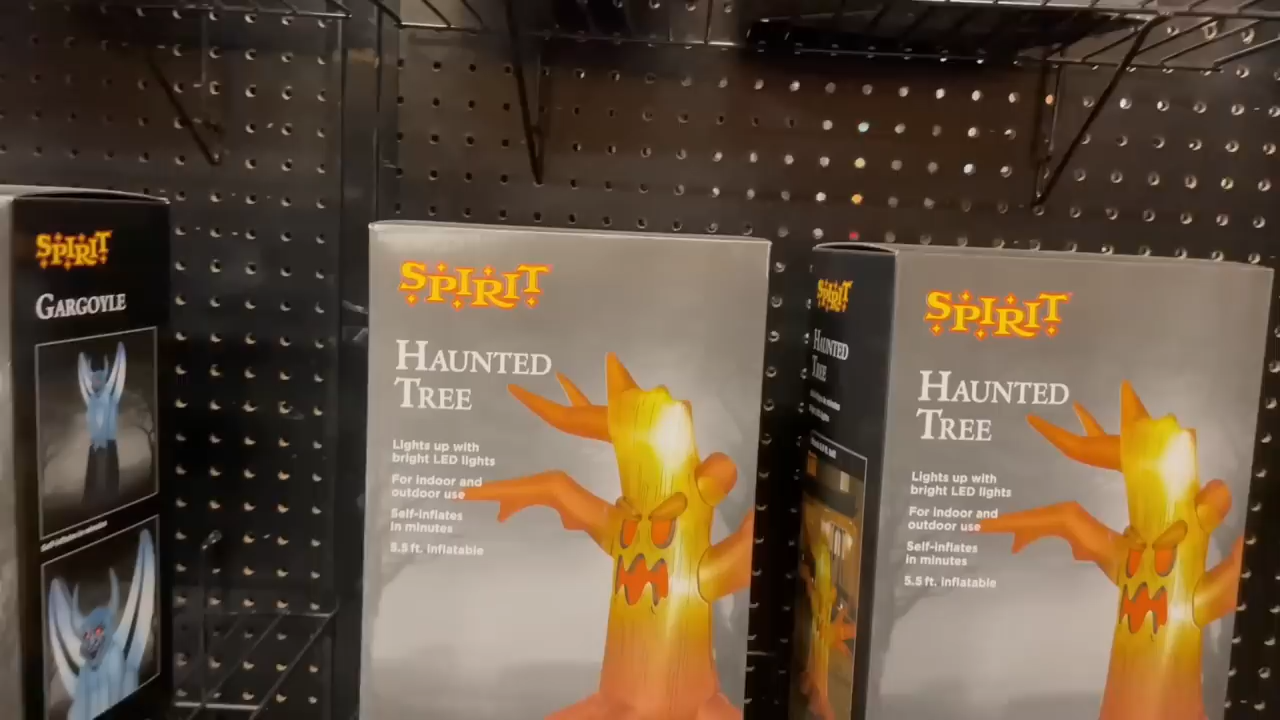 SPIRIT
GARGOYLE
SPIRIT
HAUNTED
TREE
Lights up with
bright LED lights
For indoor and
outdoor use
Self-inflates
in minutes
5.5 ft. inflatable
SPIRIT
HAUNTED
TREE
SPIRIT
HAUNTED
TREE
Lights up with
bright LED lights
For indoor and
outdoor use
Self-inflates
in minutes
5.5 ft. inflatable